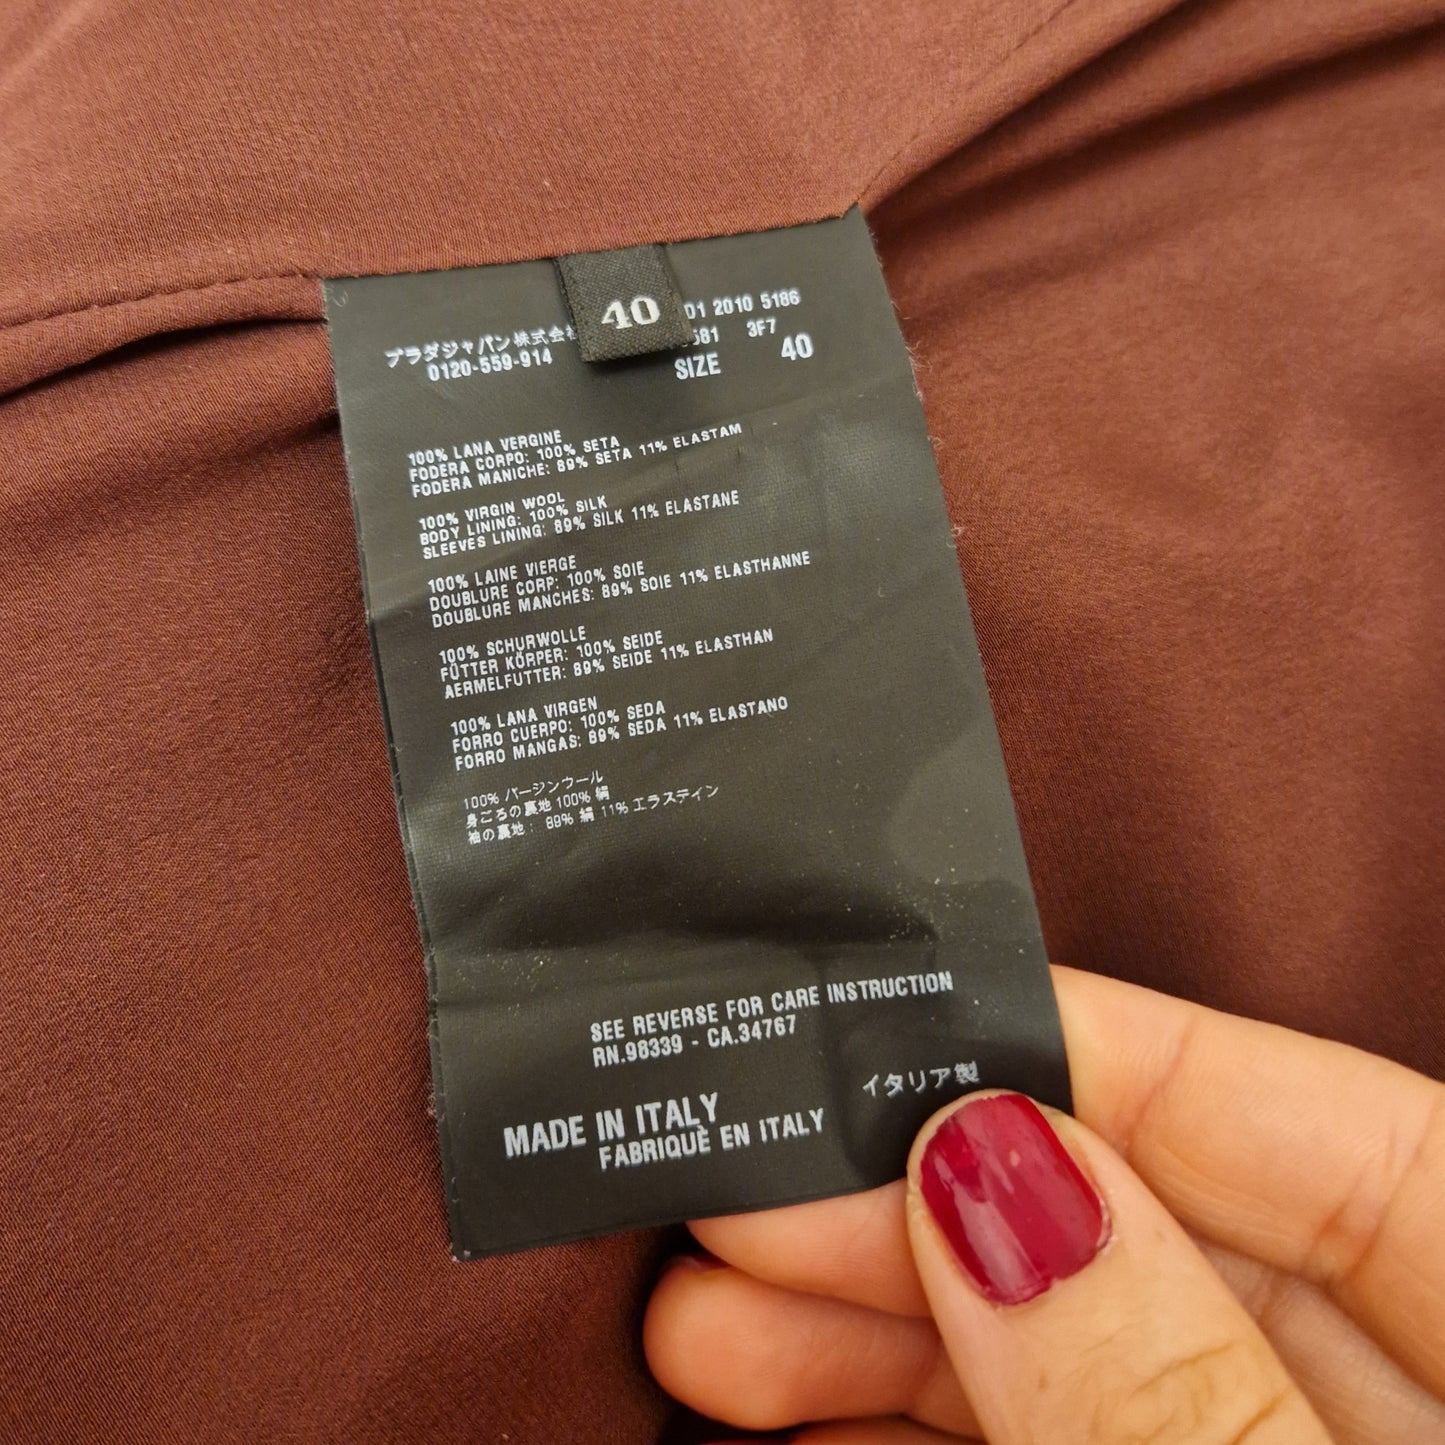 40
プラダジャパン株式会
0120-559-914
01 2010 5186
581 3F7
SIZE 40
100% LANA VERGINE
FODERA CORPO: 100% SETA
FODERA MANICHE: 89% SETA 11% ELASTAM
100% VIRGIN WOOL
BODY LINING: 100% SILK
SLEEVES LINING: 89% SILK 11% ELASTANE
100% LAINE VIERGE
DOUBLURE CORP: 100% SOIE
DOUBLURE MANCHES: 89% SOIE 11% ELASTHANNE
100% SCHURWOLLE
FÜTTER KÖRPER: 100% SEIDE
AERMELFUTTER: 89% SEIDE 11% ELASTHAN
100% LANA VIRGEN
FORRO CUERPO: 100% SEDA
FORRO MANGAS: 89% SEDA 11% ELASTANO
100% バージンウール
身ごろの裏地 100% 絹
袖の裏地: 89% 絹 11% エラステイン
SEE REVERSE FOR CARE INSTRUCTION
RN.98339 - CA.34767
イタリア製
MADE IN ITALY
FABRIQUÈ EN ITALY